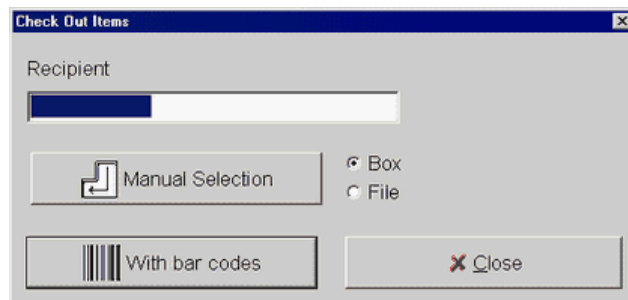 Check Out Items
Recipient
Manual Selection
Box
File
With bar codes
Close